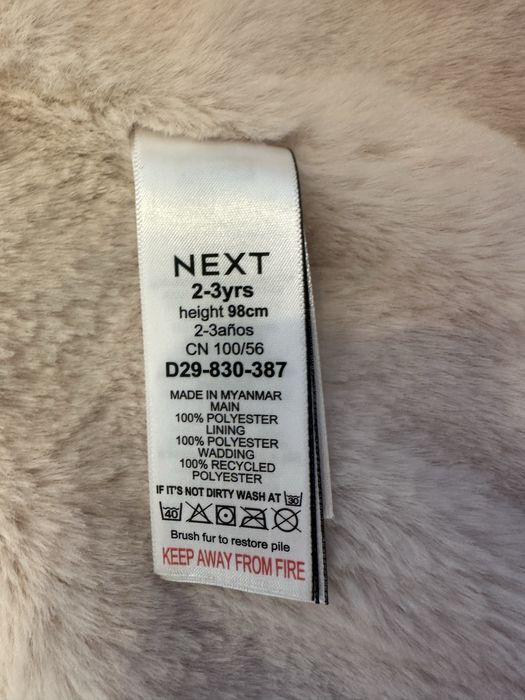 NEXT
2-3yrs
height 98cm
2-3años
CN 100/56
D29-830-387
MADE IN MYANMAR
MAIN
100% POLYESTER
LINING
100% POLYESTER
WADDING
100% RECYCLED
POLYESTER
IF IT'S NOT DIRTY WASH AT 30
40
Brush fur to restore pile
KEEP AWAY FROM FIRE